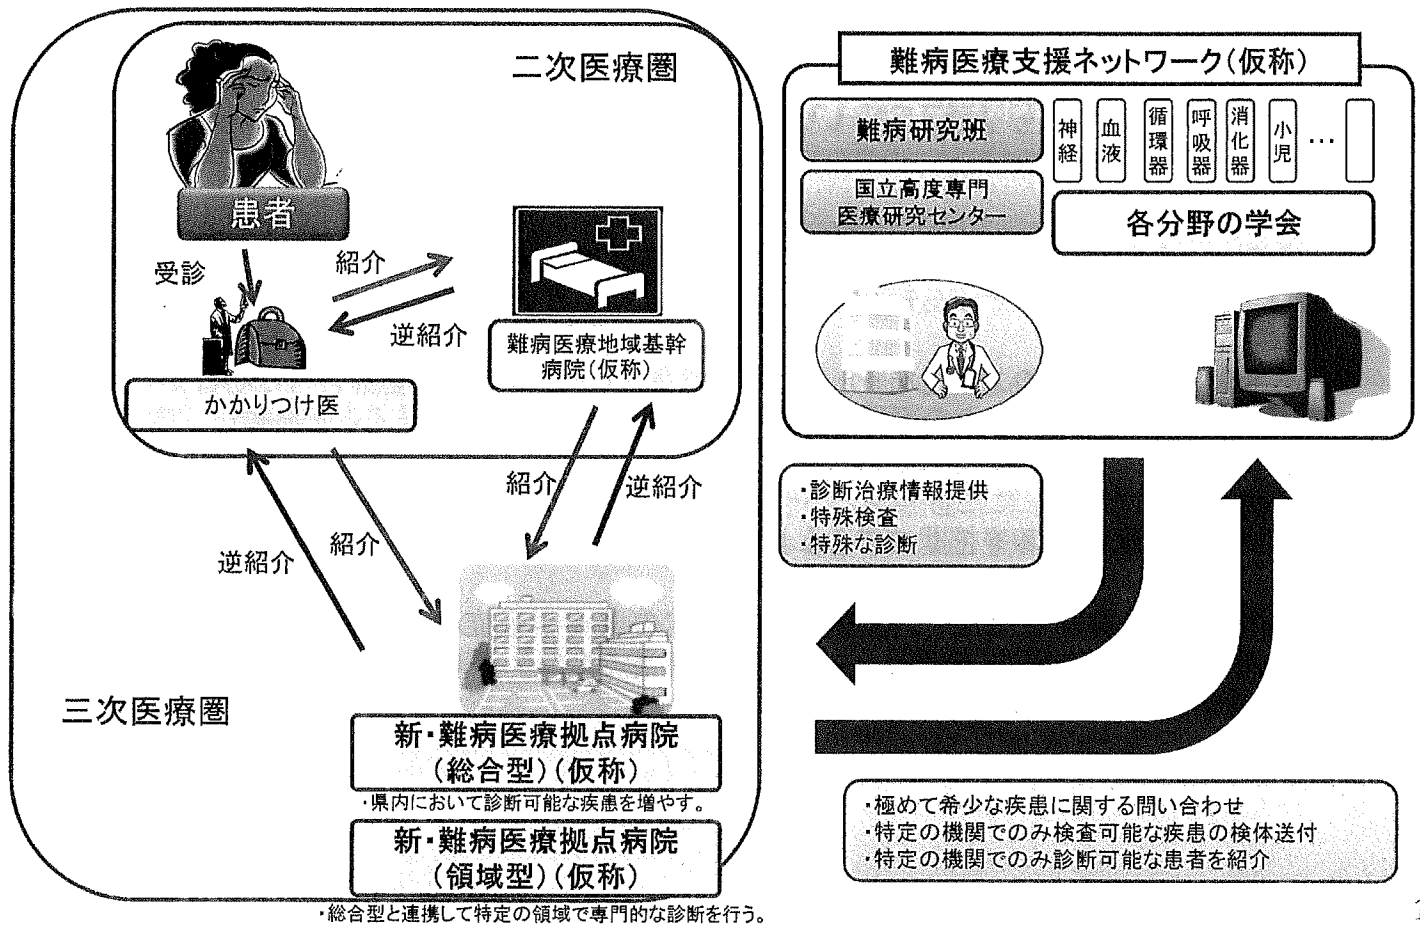 二次医療圏
患者
受診
紹介
逆紹介
難病医療地域基幹
病院(仮称)
かかりつけ医
紹介
逆紹介
逆紹介
紹介
三次医療圏
新・難病医療拠点病院
(総合型)(仮称)
・県内において診断可能な疾患を増やす。
新・難病医療拠点病院
(領域型)(仮称)
・総合型と連携して特定の領域で専門的な診断を行う。
難病医療支援ネットワーク(仮称)
難病研究班
国立高度専門
医療研究センター
神経
血液
循環器
呼吸器
消化器
小児
…
各分野の学会
・診断治療情報提供
・特殊検査
・特殊な診断
・極めて希少な疾患に関する問い合わせ
・特定の機関でのみ検査可能な疾患の検体送付
・特定の機関でのみ診断可能な患者を紹介